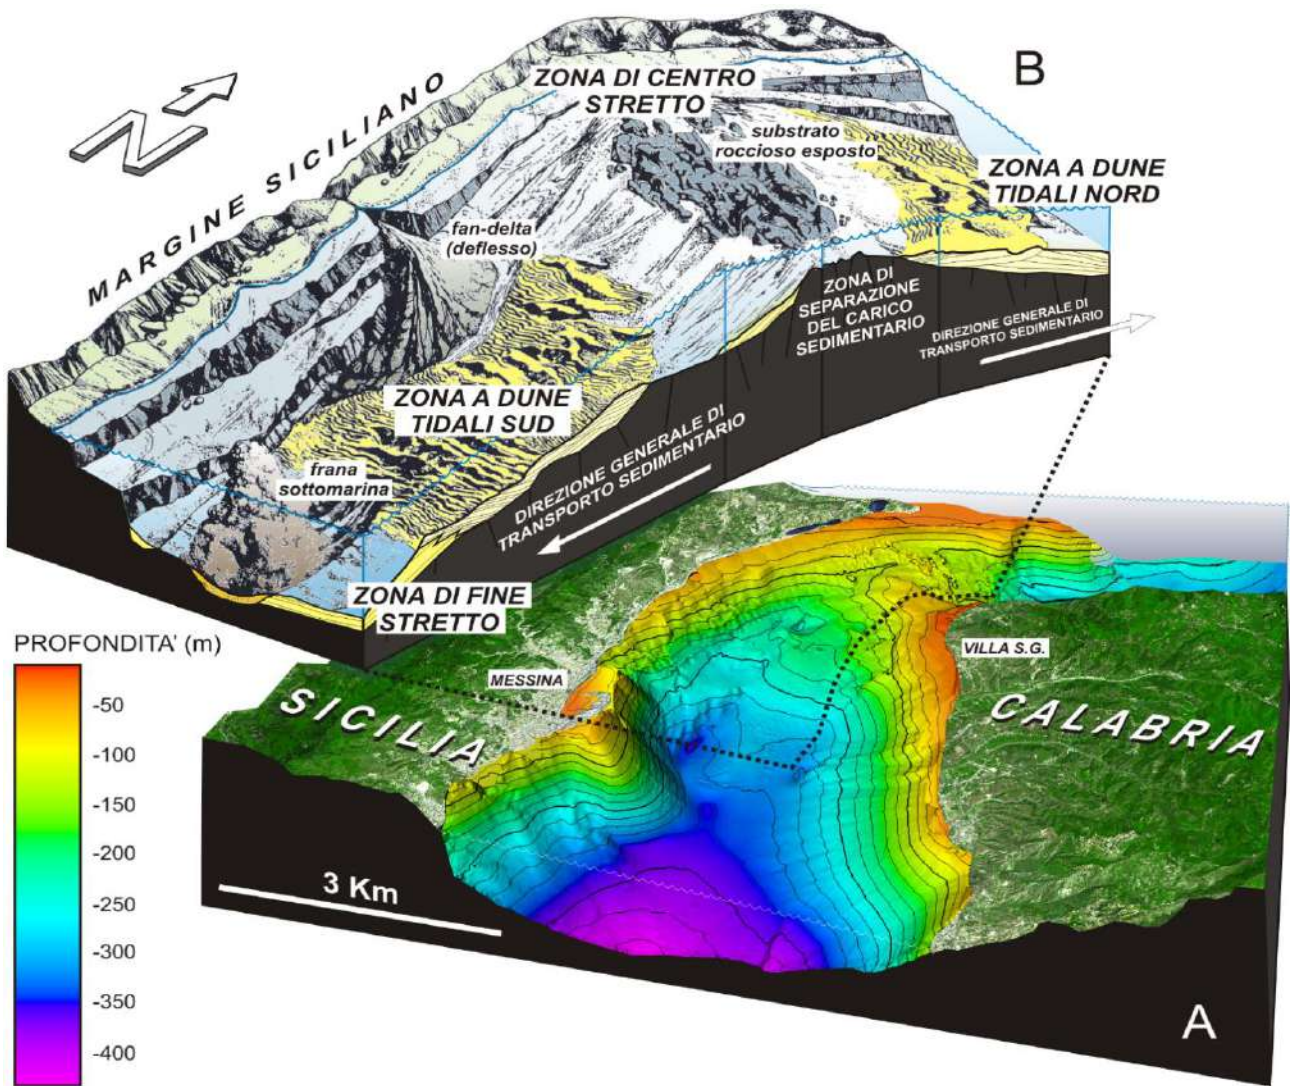 B
ZONA DI CENTRO
STRETTO
MARGINE SICILIANO
substrato
roccioso esposto
ZONA A DUNE
TIDALI NORD
fan-delta
(deflesso)
ZONA DI
SEPARAZIONE
DEL CARICO
SEDIMENTARIO
DIREZIONE GENERALE DI
TRANSPORTO SEDIMENTARIO
ZONA A DUNE
TIDALI SUD
frana
sottomarina
DIREZIONE GENERALE DI
TRANSPORTO SEDIMENTARIO
ZONA DI FINE
STRETTO
PROFONDITA' (m)
-50
-100
-150
-200
-250
-300
-350
-400
MESSINA
VILLA S.G.
SICILIA
CALABRIA
3 Km
A